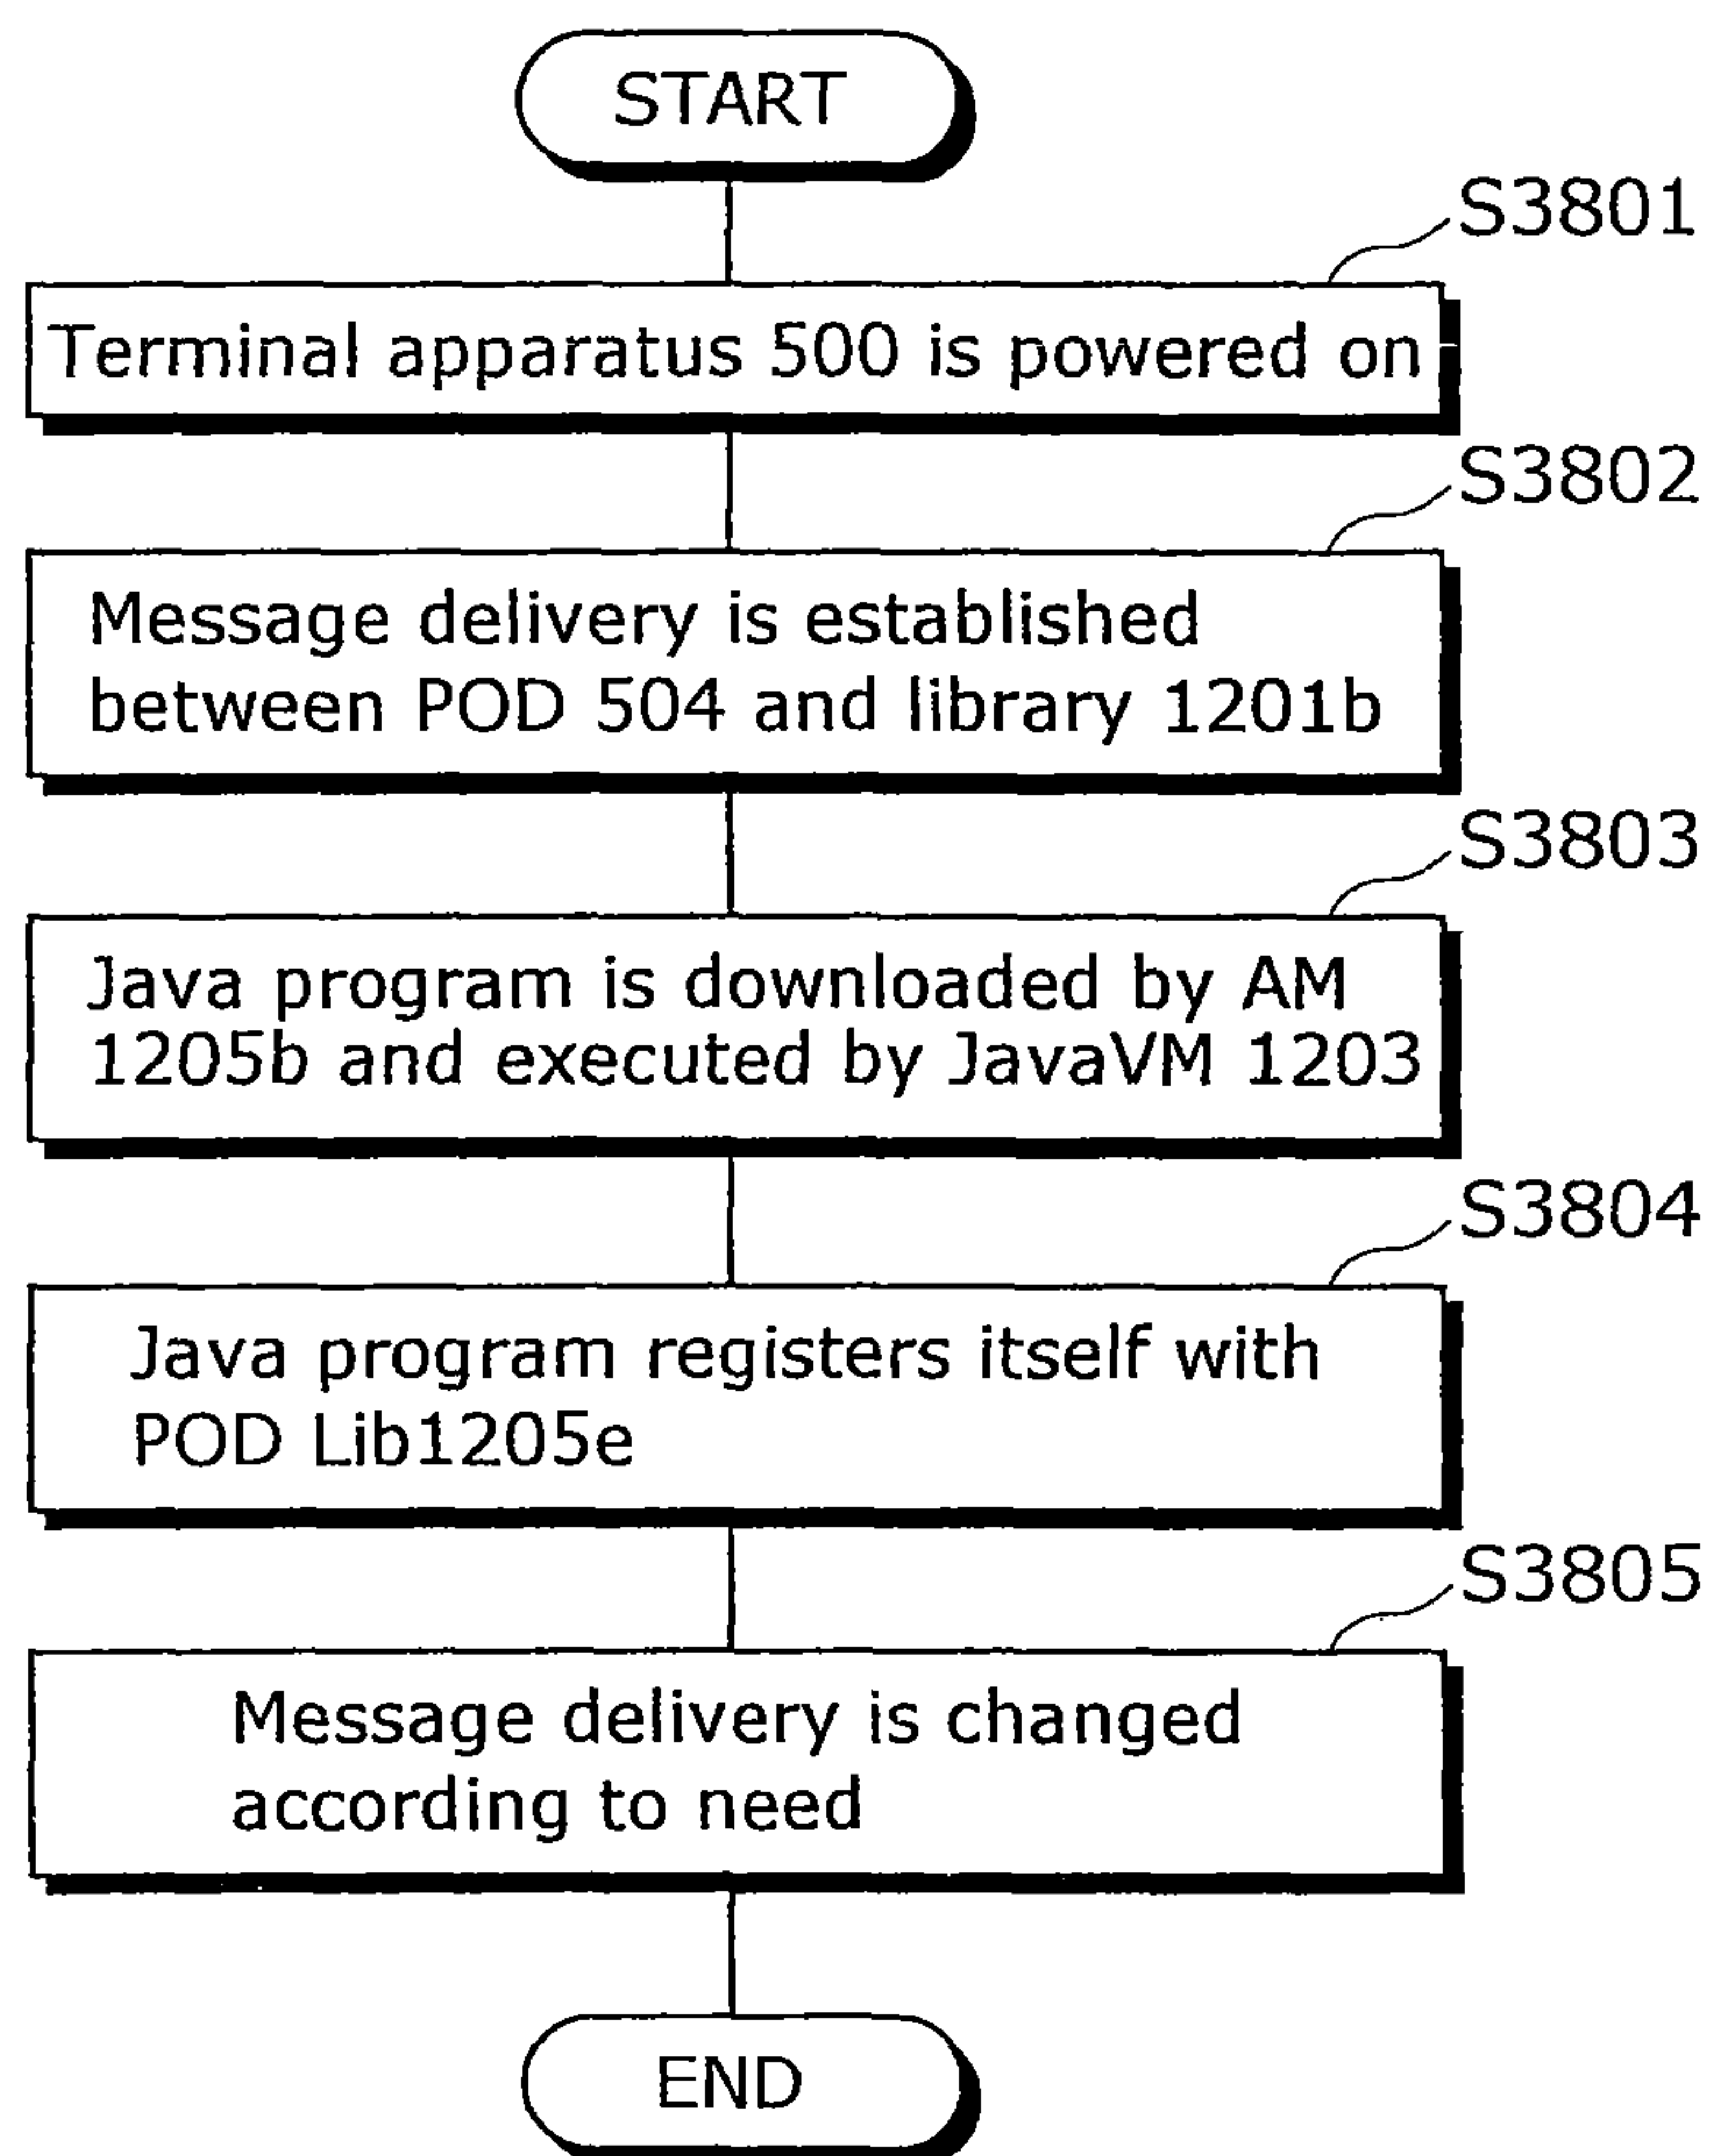 START
S3801
Terminal apparatus 500 is powered on
S3802
Message delivery is established
between POD 504 and library 1201b
S3803
Java program is downloaded by AM
1205b and executed by JavaVM 1203
S3804
Java program registers itself with
POD Lib1205e
S3805
Message delivery is changed
according to need
END